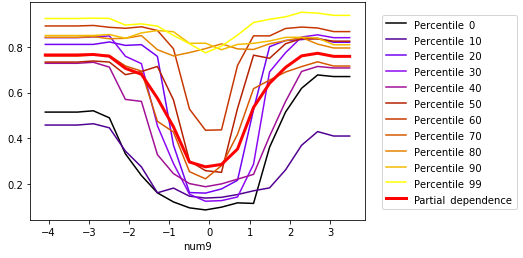 0.8
0.6
0.4
0.2
−4 −3 −2 −1 0 1 2 3
num9
Percentile 0
Percentile 10
Percentile 20
Percentile 30
Percentile 40
Percentile 50
Percentile 60
Percentile 70
Percentile 80
Percentile 90
Percentile 99
Partial dependence